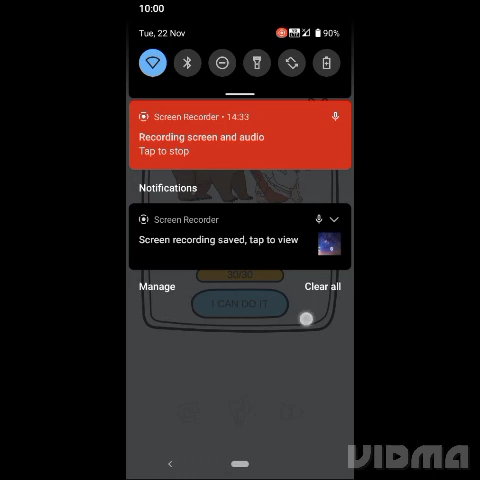 10:00
Tue, 22 Nov
90%
Screen Recorder • 14:33
Recording screen and audio
Tap to stop
Notifications
Screen Recorder
Screen recording saved, tap to view
Manage
Clear all
30/30
I CAN DO IT
VIDMA